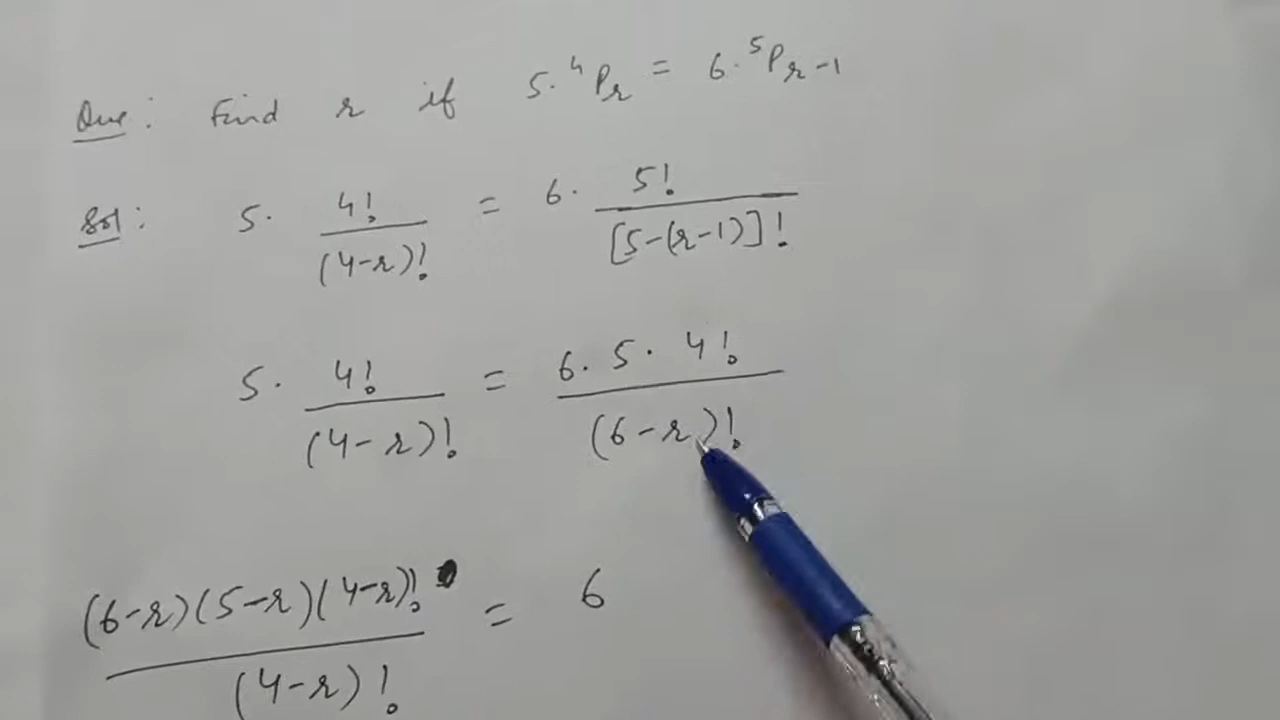 Que: Find r if 5. ⁴Pᵣ = 6. ⁵Pᵣ₋₁
Sol: 5. 4!/(4-r)! = 6. 5!/[5-(r-1)]!
5. 4!/(4-r)! = 6. 5. 4!/(6-r)!
(6-r)(5-r)(4-r)!/(4-r)! = 6